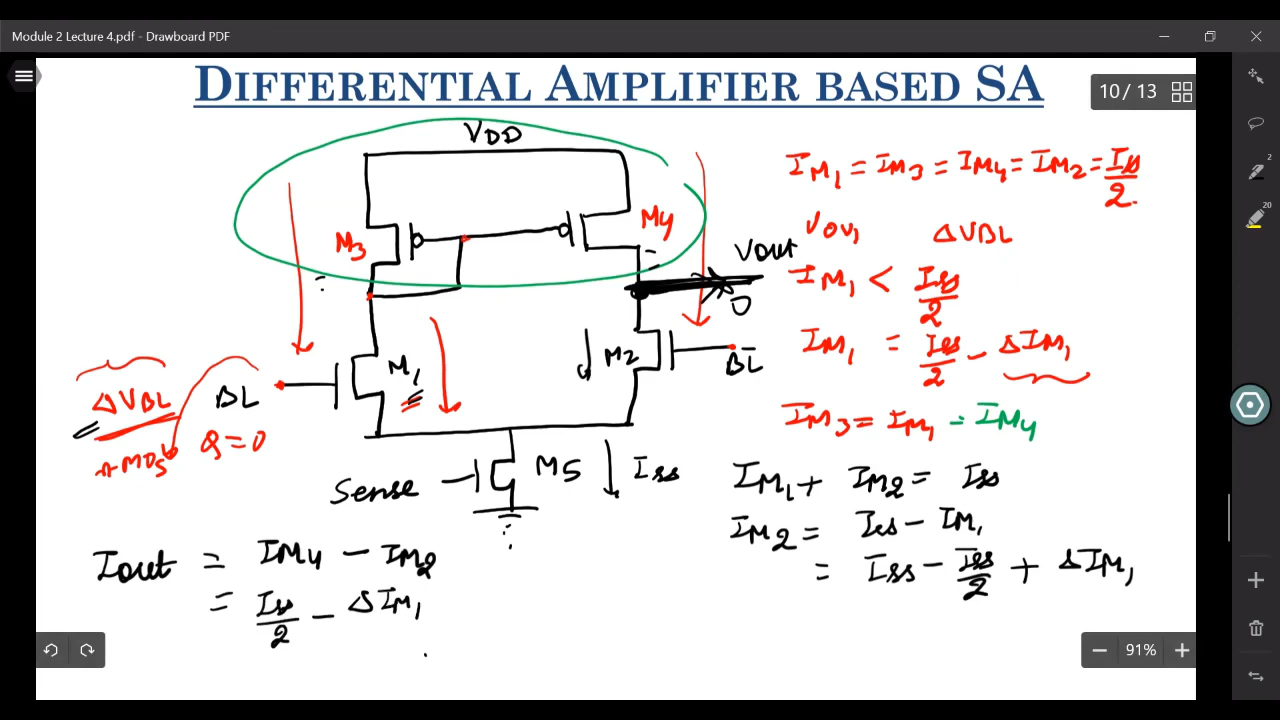 Module 2 Lecture 4.pdf - Drawboard PDF
DIFFERENTIAL AMPLIFIER BASED SA
10 / 13
2
20
VDD
M3
M4
Vout
0
M1
M2
BL
B̅L̅
ΔVBL
Q=0
Sense
M5
Iss
IM1 = IM3 = IM4 = IM2 = Iss/2
Vov1 ΔVBL
IM1 < Iss/2
IM1 = Iss/2 - ΔIM1
IM3 = IM1 = IM4
IM1 + IM2 = Iss
IM2 = Iss - IM1
= Iss - Iss/2 + ΔIM1
Iout = IM4 - IM2
= Iss/2 - ΔIM1
91%